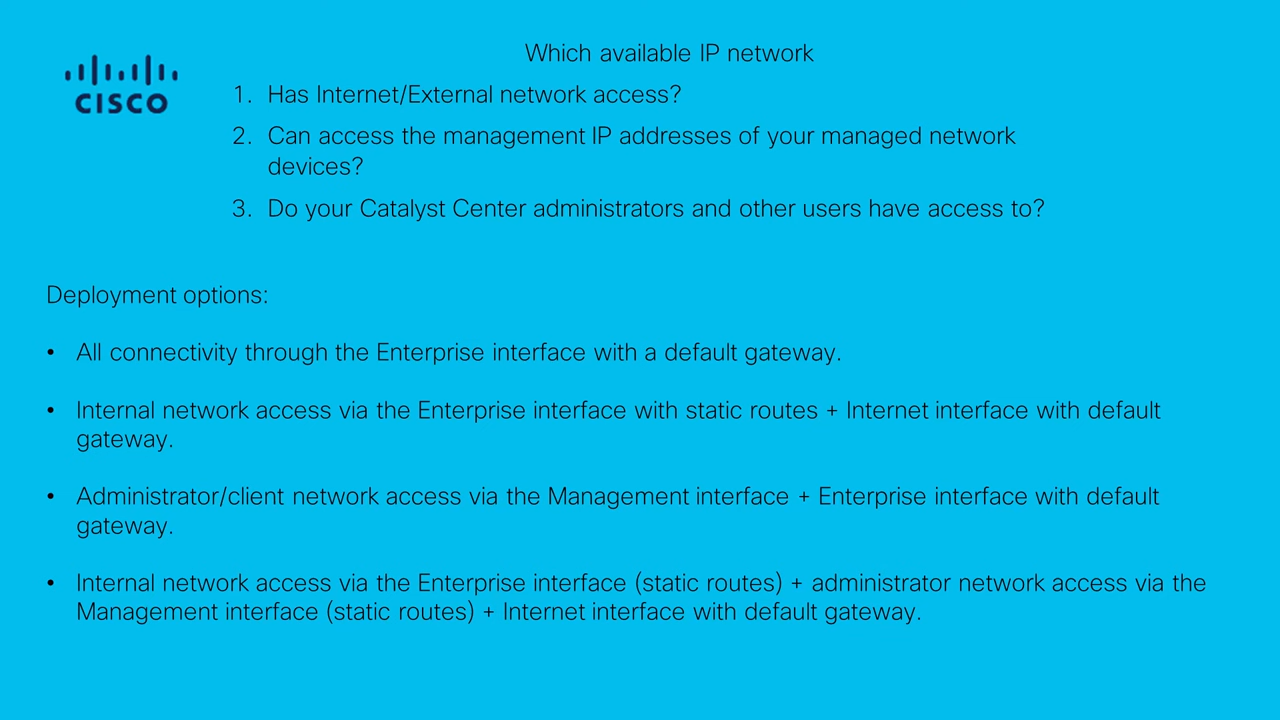 Which available IP network
CISCO
1. Has Internet/External network access?
2. Can access the management IP addresses of your managed network
devices?
3. Do your Catalyst Center administrators and other users have access to?
Deployment options:
• All connectivity through the Enterprise interface with a default gateway.
• Internal network access via the Enterprise interface with static routes + Internet interface with default
gateway.
• Administrator/client network access via the Management interface + Enterprise interface with default
gateway.
• Internal network access via the Enterprise interface (static routes) + administrator network access via the
Management interface (static routes) + Internet interface with default gateway.